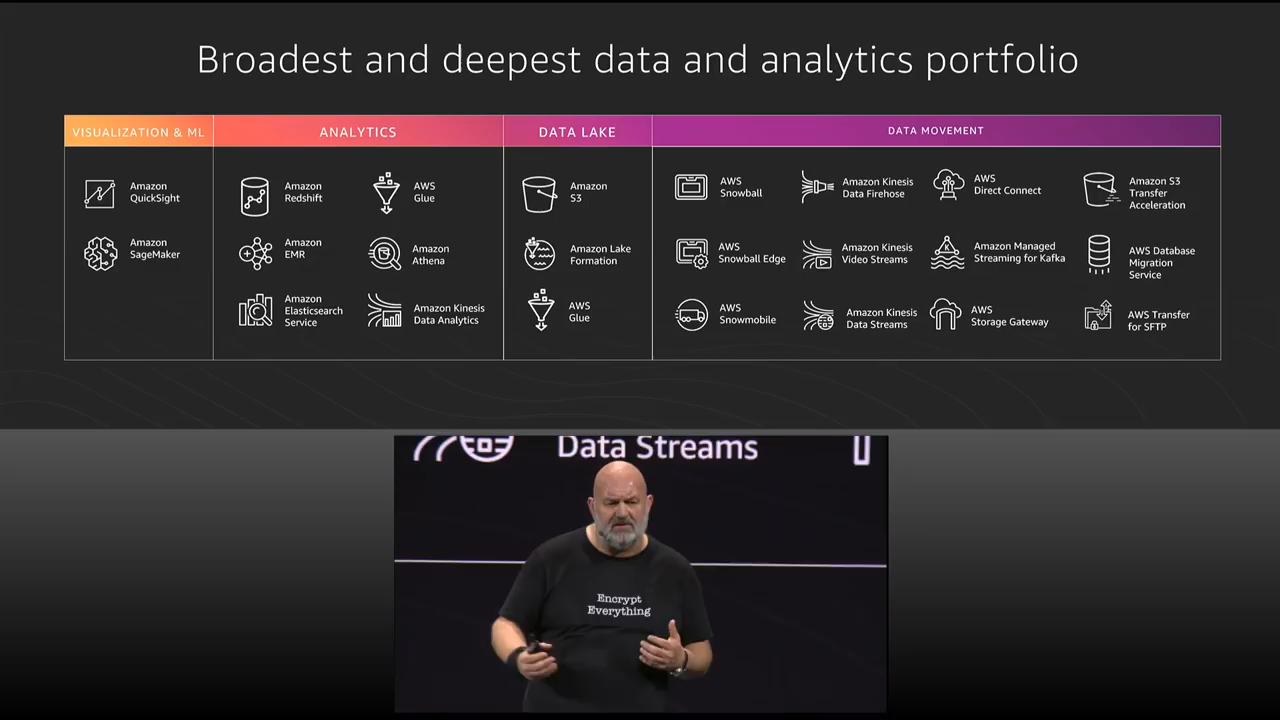 Broadest and deepest data and analytics portfolio
VISUALIZATION & ML
ANALYTICS
DATA LAKE
DATA MOVEMENT
Amazon
QuickSight
Amazon
SageMaker
Amazon
Redshift
AWS
Glue
Amazon
EMR
Amazon
Athena
Amazon
Elasticsearch
Service
Amazon Kinesis
Data Analytics
Amazon
S3
Amazon Lake
Formation
AWS
Glue
AWS
Snowball
Amazon Kinesis
Data Firehose
AWS
Direct Connect
Amazon S3
Transfer
Acceleration
AWS
Snowball Edge
Amazon Kinesis
Video Streams
Amazon Managed
Streaming for Kafka
AWS Database
Migration
Service
AWS
Snowmobile
Amazon Kinesis
Data Streams
AWS
Storage Gateway
AWS Transfer
for SFTP
Data Streams
Encrypt
Everything